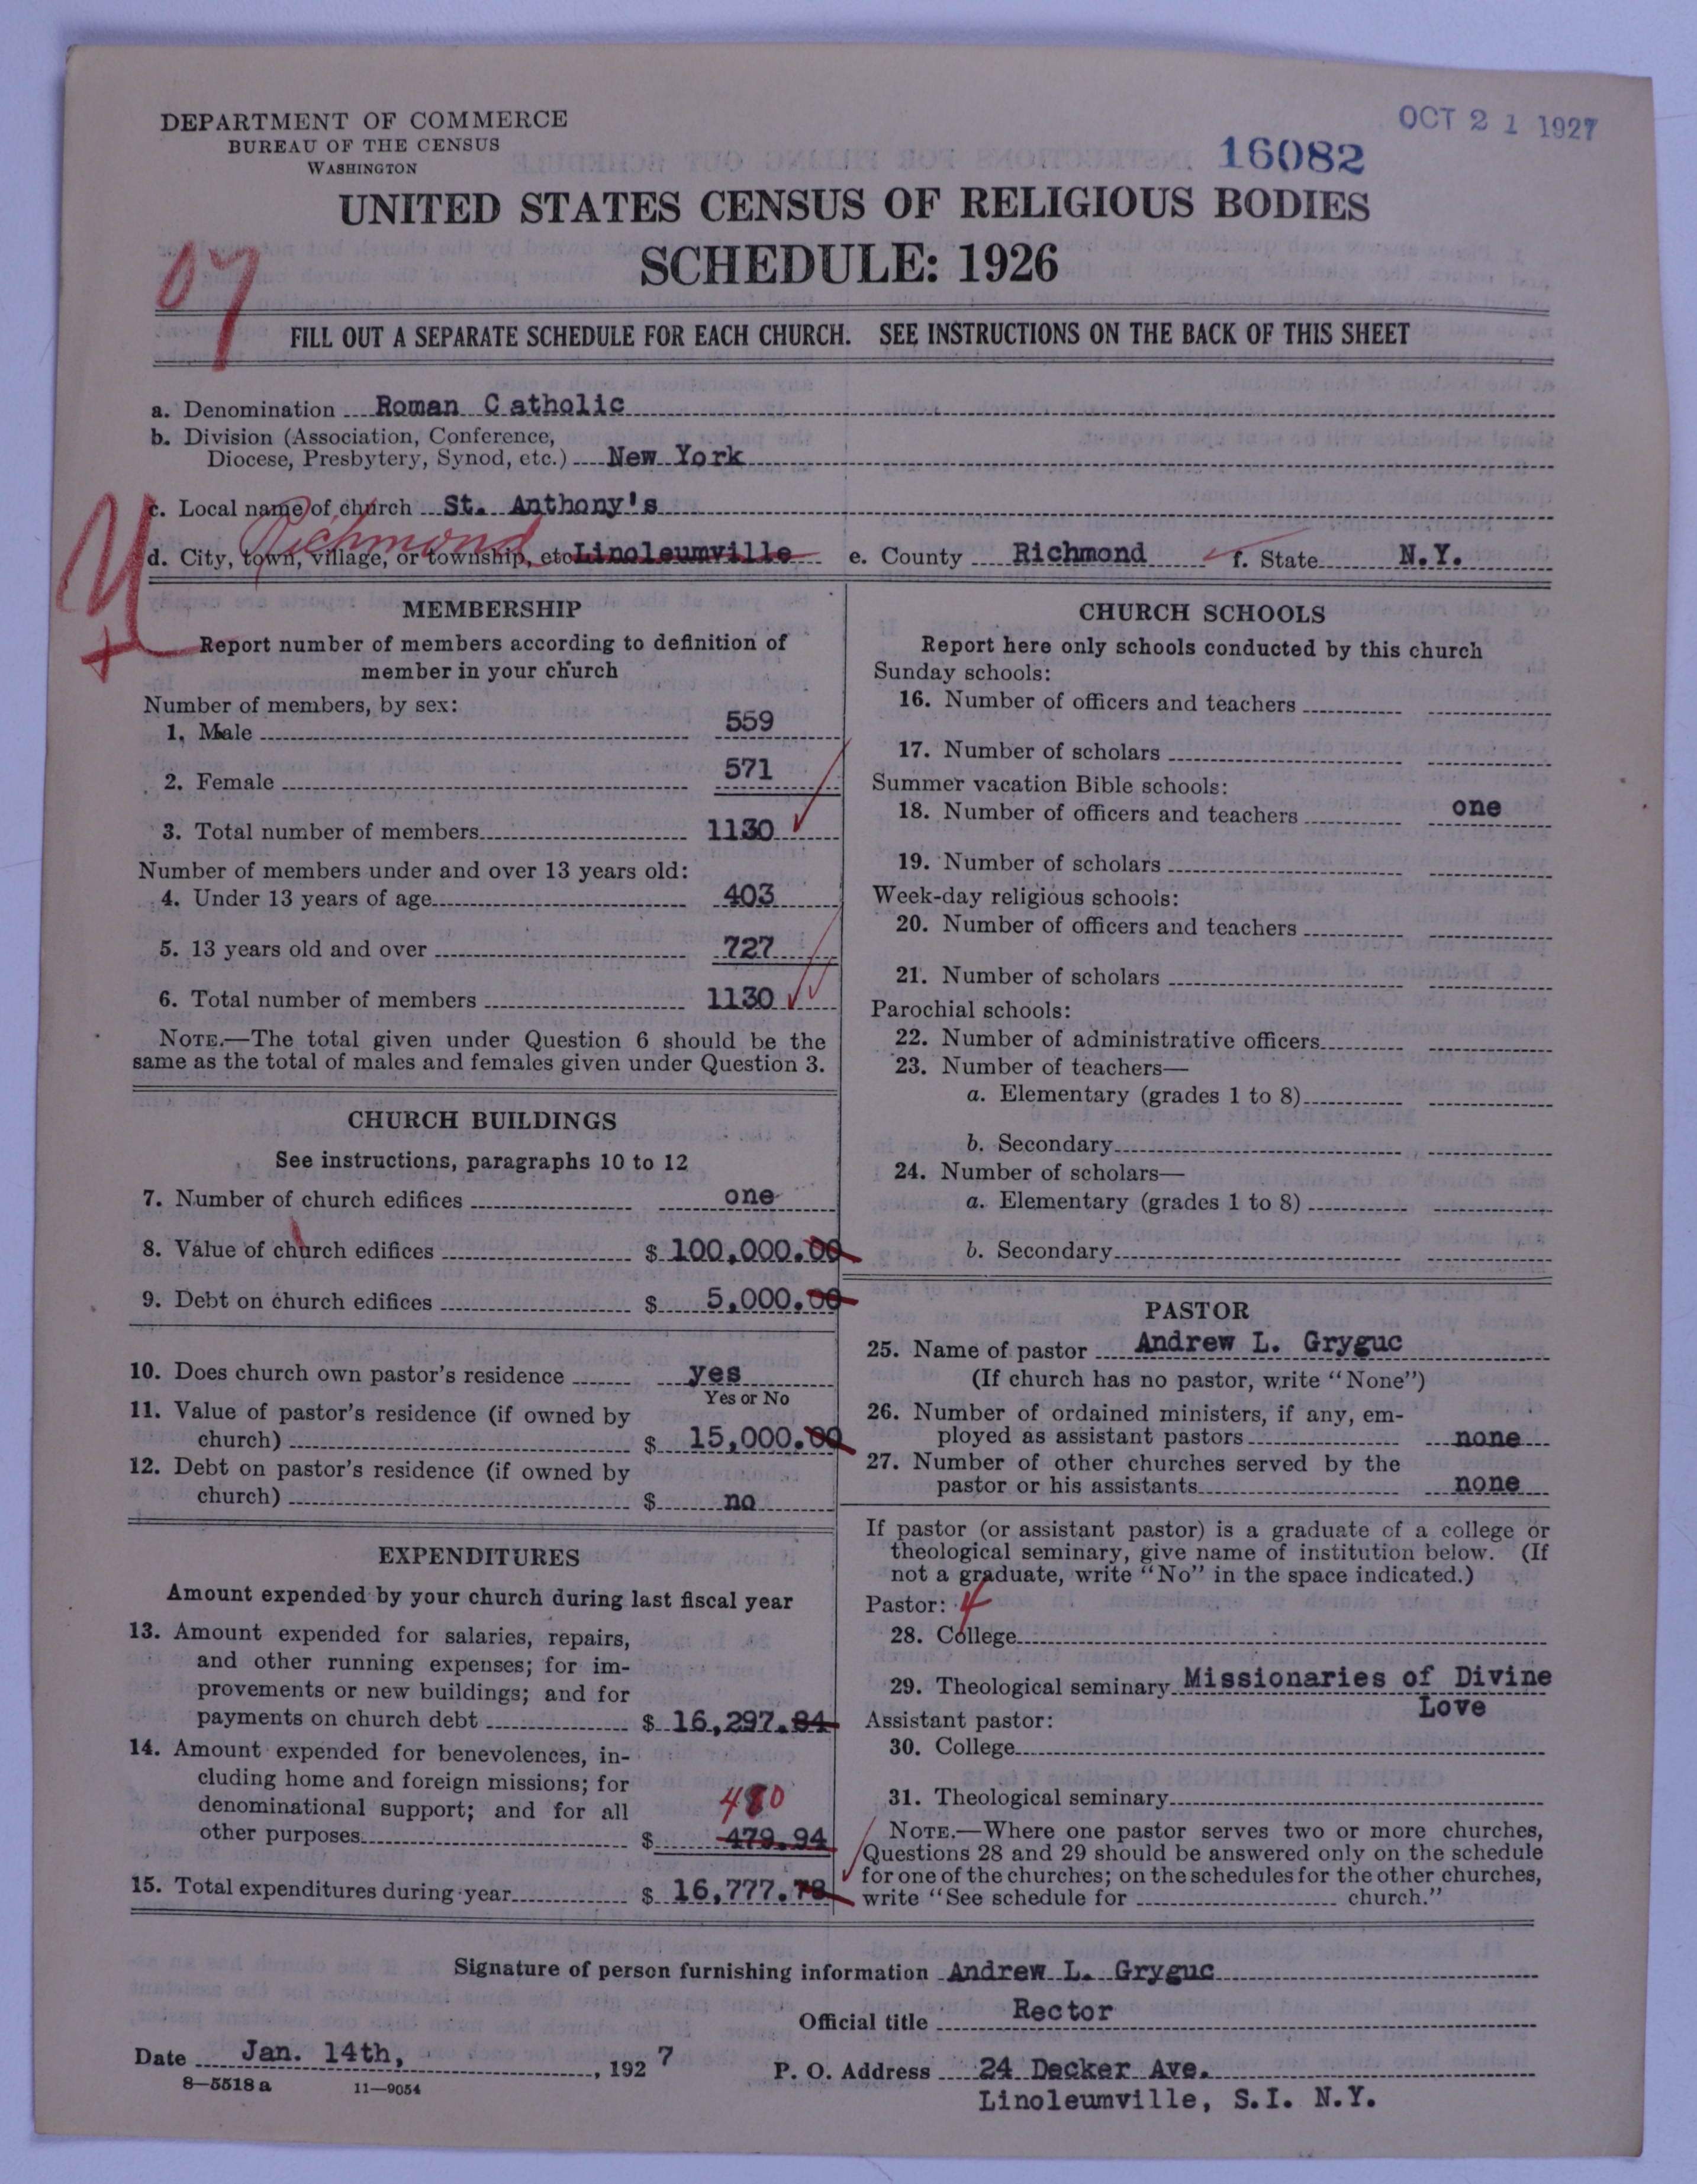 DEPARTMENT OF COMMERCE
BUREAU OF THE CENSUS
WASHINGTON
OCT 21 1927
16082
UNITED STATES CENSUS OF RELIGIOUS BODIES
SCHEDULE: 1926
07
FILL OUT A SEPARATE SCHEDULE FOR EACH CHURCH. SEE INSTRUCTIONS ON THE BACK OF THIS SHEET
a. Denomination Roman Catholic
b. Division (Association, Conference,
Diocese, Presbytery, Synod, etc.) New York
c. Local name of church St. Anthony's
Richmond
d. City, town, village, or township, etc Linoleumville e. County Richmond f. State N.Y.
MEMBERSHIP
Report number of members according to definition of
member in your church
Number of members, by sex:
1. Male 559
2. Female 571
3. Total number of members 1130
Number of members under and over 13 years old:
4. Under 13 years of age 403
5. 13 years old and over 727
6. Total number of members 1130
NOTE.—The total given under Question 6 should be the
same as the total of males and females given under Question 3.
CHURCH BUILDINGS
See instructions, paragraphs 10 to 12
7. Number of church edifices one
8. Value of church edifices $ 100,000.00
9. Debt on church edifices $ 5,000.00
10. Does church own pastor's residence yes
Yes or No
11. Value of pastor's residence (if owned by
church) $ 15,000.00
12. Debt on pastor's residence (if owned by
church) $ no
EXPENDITURES
Amount expended by your church during last fiscal year
13. Amount expended for salaries, repairs,
and other running expenses; for im-
provements or new buildings; and for
payments on church debt $ 16,297.84
14. Amount expended for benevolences, in-
cluding home and foreign missions; for
denominational support; and for all
480
other purposes $ 479.94
15. Total expenditures during year $ 16,777.78
CHURCH SCHOOLS
Report here only schools conducted by this church
Sunday schools:
16. Number of officers and teachers
17. Number of scholars
Summer vacation Bible schools:
18. Number of officers and teachers one
19. Number of scholars
Week-day religious schools:
20. Number of officers and teachers
21. Number of scholars
Parochial schools:
22. Number of administrative officers
23. Number of teachers—
a. Elementary (grades 1 to 8)
b. Secondary
24. Number of scholars—
a. Elementary (grades 1 to 8)
b. Secondary
PASTOR
25. Name of pastor Andrew L. Gryguc
(If church has no pastor, write "None")
26. Number of ordained ministers, if any, em-
ployed as assistant pastors none
27. Number of other churches served by the
pastor or his assistants none
If pastor (or assistant pastor) is a graduate of a college or
theological seminary, give name of institution below. (If
not a graduate, write "No" in the space indicated.)
Pastor: 4
28. College
29. Theological seminary Missionaries of Divine
Love
Assistant pastor:
30. College
31. Theological seminary
NOTE.—Where one pastor serves two or more churches,
Questions 28 and 29 should be answered only on the schedule
for one of the churches; on the schedules for the other churches,
write "See schedule for church."
Signature of person furnishing information Andrew L. Gryguc
Official title Rector
Date Jan. 14th, , 1927
P. O. Address 24 Decker Ave.
8—5518 a 11—9054
Linoleumville, S.I. N.Y.